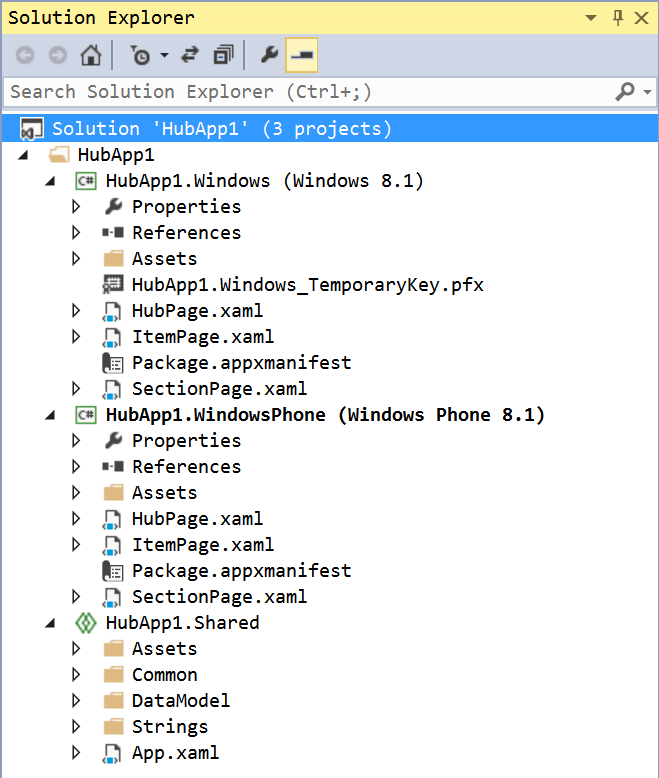 Solution Explorer
Search Solution Explorer (Ctrl+;)
Solution 'HubApp1' (3 projects)
HubApp1
C# HubApp1.Windows (Windows 8.1)
Properties
References
Assets
HubApp1.Windows_TemporaryKey.pfx
HubPage.xaml
ItemPage.xaml
Package.appxmanifest
SectionPage.xaml
C# HubApp1.WindowsPhone (Windows Phone 8.1)
Properties
References
Assets
HubPage.xaml
ItemPage.xaml
Package.appxmanifest
SectionPage.xaml
HubApp1.Shared
Assets
Common
DataModel
Strings
App.xaml